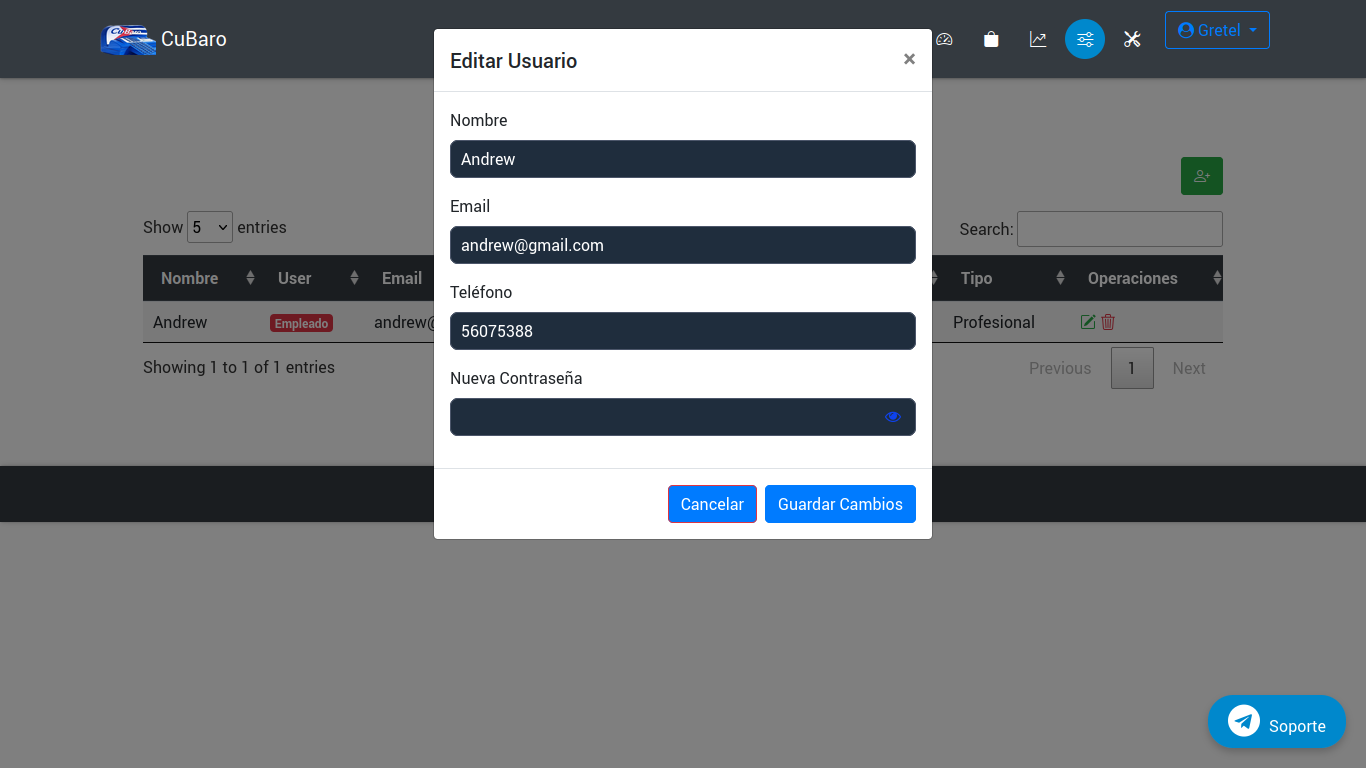 CuBaro
Gretel
Editar Usuario
×
Nombre
Andrew
Email
andrew@gmail.com
Teléfono
56075388
Nueva Contraseña
Cancelar
Guardar Cambios
Show 5 entries
Search:
Nombre
User
Email
Tipo
Operaciones
Andrew
Empleado
andrew@
Profesional
Showing 1 to 1 of 1 entries
Previous
1
Next
Soporte